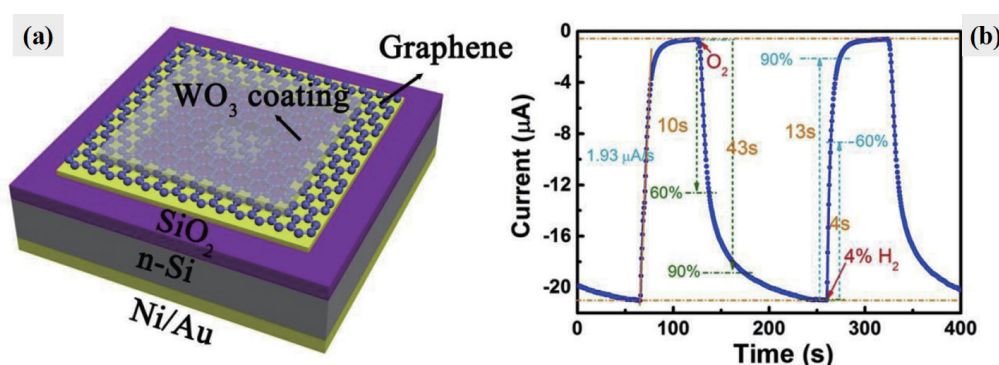 (a)
Graphene
WO3 coating
SiO2
n-Si
Ni/Au
(b)
Current (μA)
0
-4
-8
-12
-16
-20
O2
90%
10s
13s
60%
43s
1.93 μA/s
60%
4s
4% H2
90%
0
100
200
300
400
Time (s)